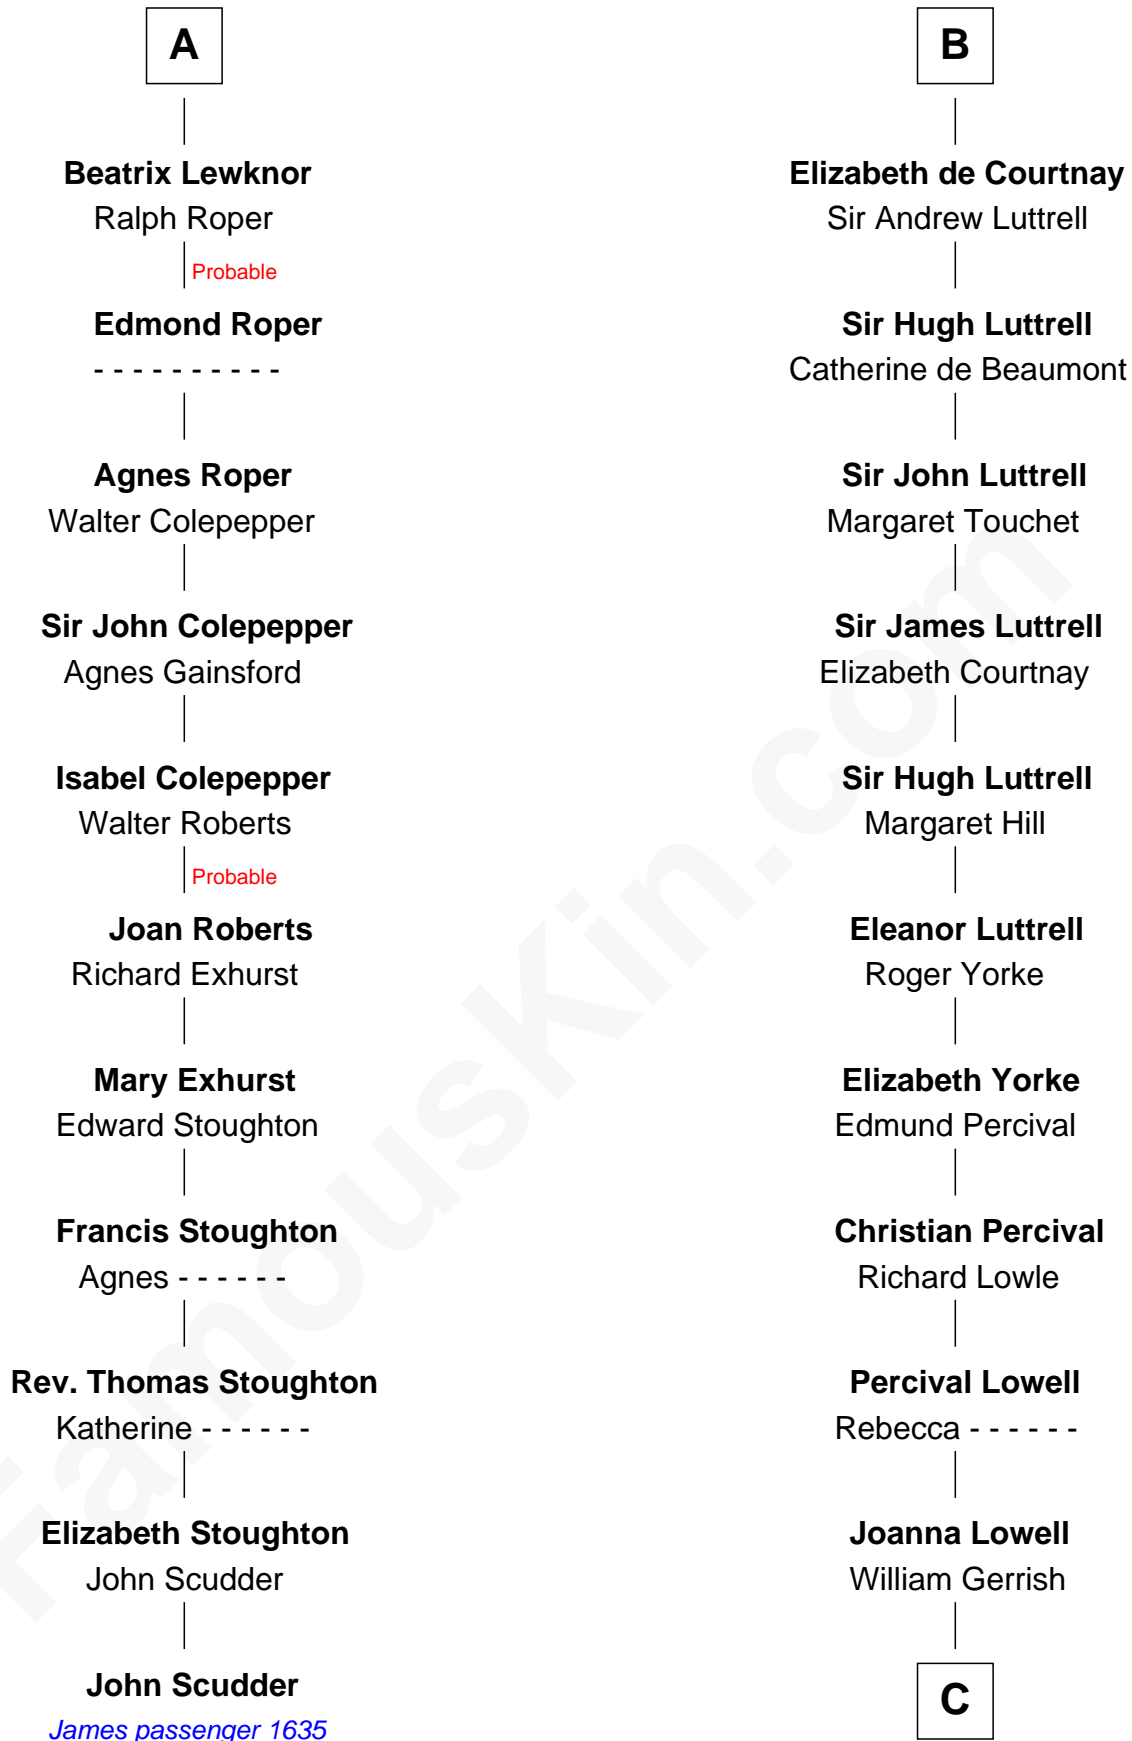 A
Beatrix Lewknor
Ralph Roper
Probable
Edmond Roper
- - - - - - - - - -
Agnes Roper
Walter Colepepper
Sir John Colepepper
Agnes Gainsford
Isabel Colepepper
Walter Roberts
Probable
Joan Roberts
Richard Exhurst
Mary Exhurst
Edward Stoughton
Francis Stoughton
Agnes - - - - - -
Rev. Thomas Stoughton
Katherine - - - - - -
Elizabeth Stoughton
John Scudder
John Scudder
James passenger 1635
B
Elizabeth de Courtnay
Sir Andrew Luttrell
Sir Hugh Luttrell
Catherine de Beaumont
Sir John Luttrell
Margaret Touchet
Sir James Luttrell
Elizabeth Courtnay
Sir Hugh Luttrell
Margaret Hill
Eleanor Luttrell
Roger Yorke
Elizabeth Yorke
Edmund Percival
Christian Percival
Richard Lowle
Percival Lowell
Rebecca - - - - - -
Joanna Lowell
William Gerrish
C
FamousKin.com